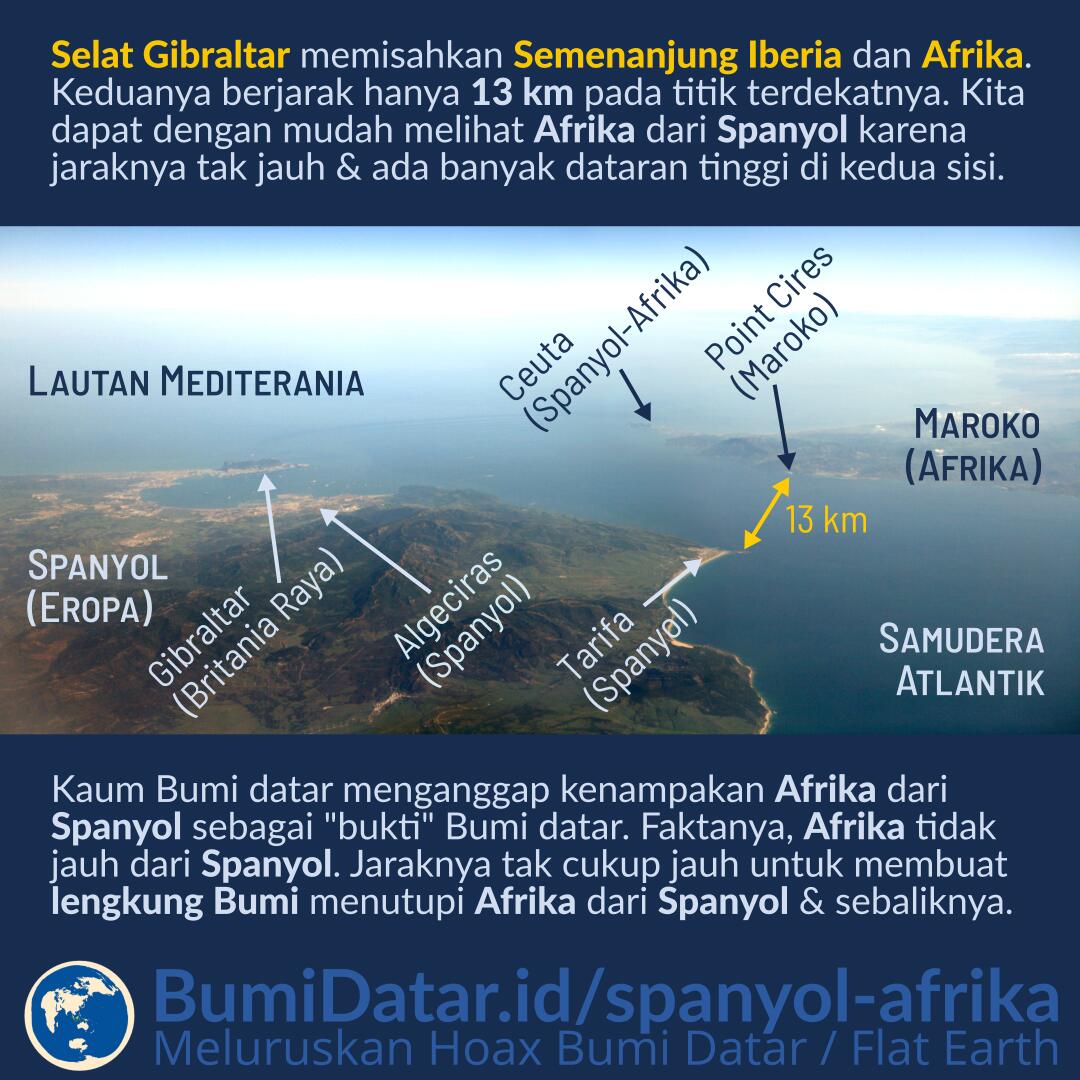 Selat Gibraltar memisahkan Semenanjung Iberia dan Afrika.
Keduanya berjarak hanya 13 km pada titik terdekatnya. Kita
dapat dengan mudah melihat Afrika dari Spanyol karena
jaraknya tak jauh & ada banyak dataran tinggi di kedua sisi.
Ceuta
(Spanyol-Afrika)
Point Cires
(Maroko)
LAUTAN MEDITERANIA
MAROKO
(AFRIKA)
13 km
SPANYOL
(EROPA)
Gibraltar
(Britania Raya)
Algeciras
(Spanyol)
Tarifa
(Spanyol)
SAMUDERA
ATLANTIK
Kaum Bumi datar menganggap kenampakan Afrika dari
Spanyol sebagai "bukti" Bumi datar. Faktanya, Afrika tidak
jauh dari Spanyol. Jaraknya tak cukup jauh untuk membuat
lengkung Bumi menutupi Afrika dari Spanyol & sebaliknya.
BumiDatar.id/spanyol-afrika
Meluruskan Hoax Bumi Datar / Flat Earth